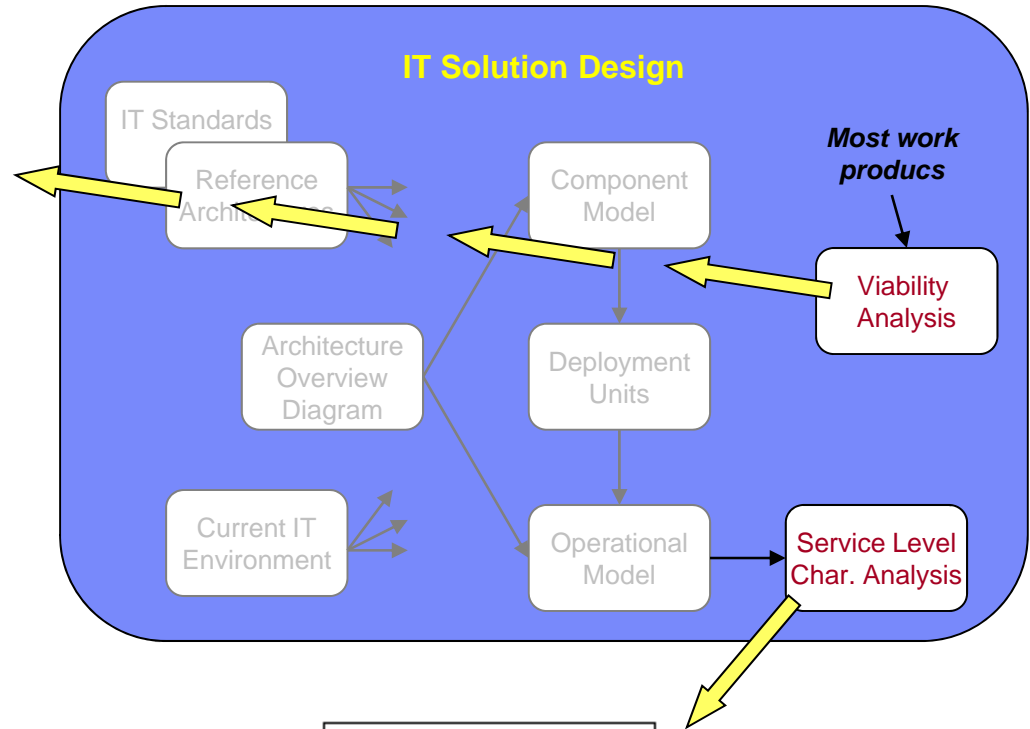 IT Solution Design
IT Standards
Reference
Architectures
Component
Model
Most work
producs
Viability
Analysis
Architecture
Overview
Diagram
Deployment
Units
Current IT
Environment
Operational
Model
Service Level
Char. Analysis